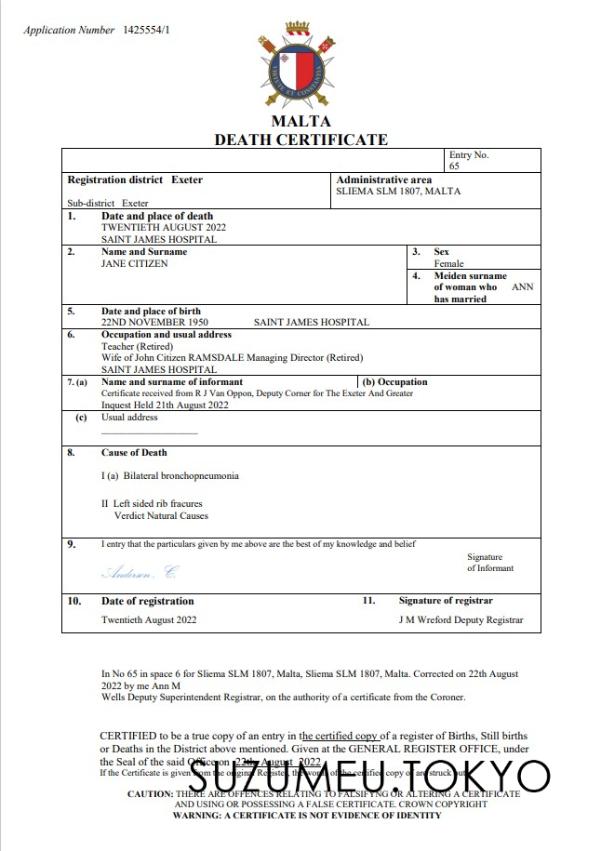 Application Number 1425554/1
VIRTUTE ET CONSTANTIA
MALTA
DEATH CERTIFICATE
Entry No.
65
Registration district Exeter
Administrative area
SLIEMA SLM 1807, MALTA
Sub-district Exeter
1. Date and place of death
TWENTIETH AUGUST 2022
SAINT JAMES HOSPITAL
2. Name and Surname
JANE CITIZEN
3. Sex
Female
4. Meiden surname
of woman who ANN
has married
5. Date and place of birth
22ND NOVEMBER 1950 SAINT JAMES HOSPITAL
6. Occupation and usual address
Teacher (Retired)
Wife of John Citizen RAMSDALE Managing Director (Retired)
SAINT JAMES HOSPITAL
7. (a) Name and surname of informant (b) Occupation
Certificate received from R J Van Oppon, Deputy Corner for The Exeter And Greater
Inquest Held 21th August 2022
(c) Usual address
8. Cause of Death
I (a) Bilateral bronchopneumonia
II Left sided rib fracures
Verdict Natural Causes
9. I entry that the particulars given by me above are the best of my knowledge and belief
Anderson. C.
Signature
of Informant
10. Date of registration
Twentieth August 2022
11. Signature of registrar
J M Wreford Deputy Registrar
In No 65 in space 6 for Sliema SLM 1807, Malta, Sliema SLM 1807, Malta. Corrected on 22th August
2022 by me Ann M
Wells Deputy Superintendent Registrar, on the authority of a certificate from the Coroner.
CERTIFIED to be a true copy of an entry in the certified copy of a register of Births, Still births
or Deaths in the District above mentioned. Given at the GENERAL REGISTER OFFICE, under
the Seal of the said Office on 22th August 2022
If the Certificate is given from the original Register, the words of the certified copy of are struck out
SUZUMEU.TOKYO
CAUTION: THERE ARE OFFENCES RELATING TO FALSIFYNG OR ALTERING A CERTIFICATE
AND USING OR POSSESSING A FALSE CERTIFICATE. CROWN COPYRIGHT
WARNING: A CERTIFICATE IS NOT EVIDENCE OF IDENTITY